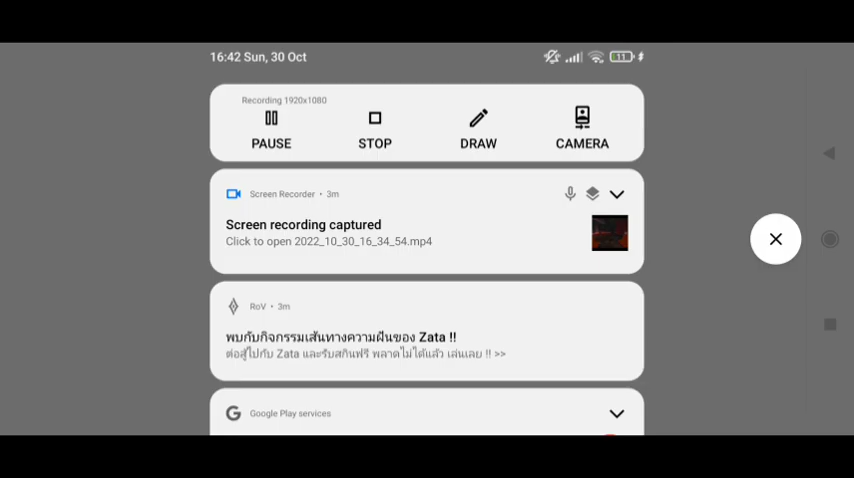 16:42 Sun, 30 Oct
11
Recording 1920x1080
PAUSE STOP DRAW CAMERA
Screen Recorder • 3m
Screen recording captured
Click to open 2022_10_30_16_34_54.mp4
RoV • 3m
พบกับกิจกรรมเส้นทางความฝันของ Zata !!
ต่อสู้ไปกับ Zata และรับสกินฟรี พลาดไม่ได้แล้ว เล่นเลย !! >>
Google Play services